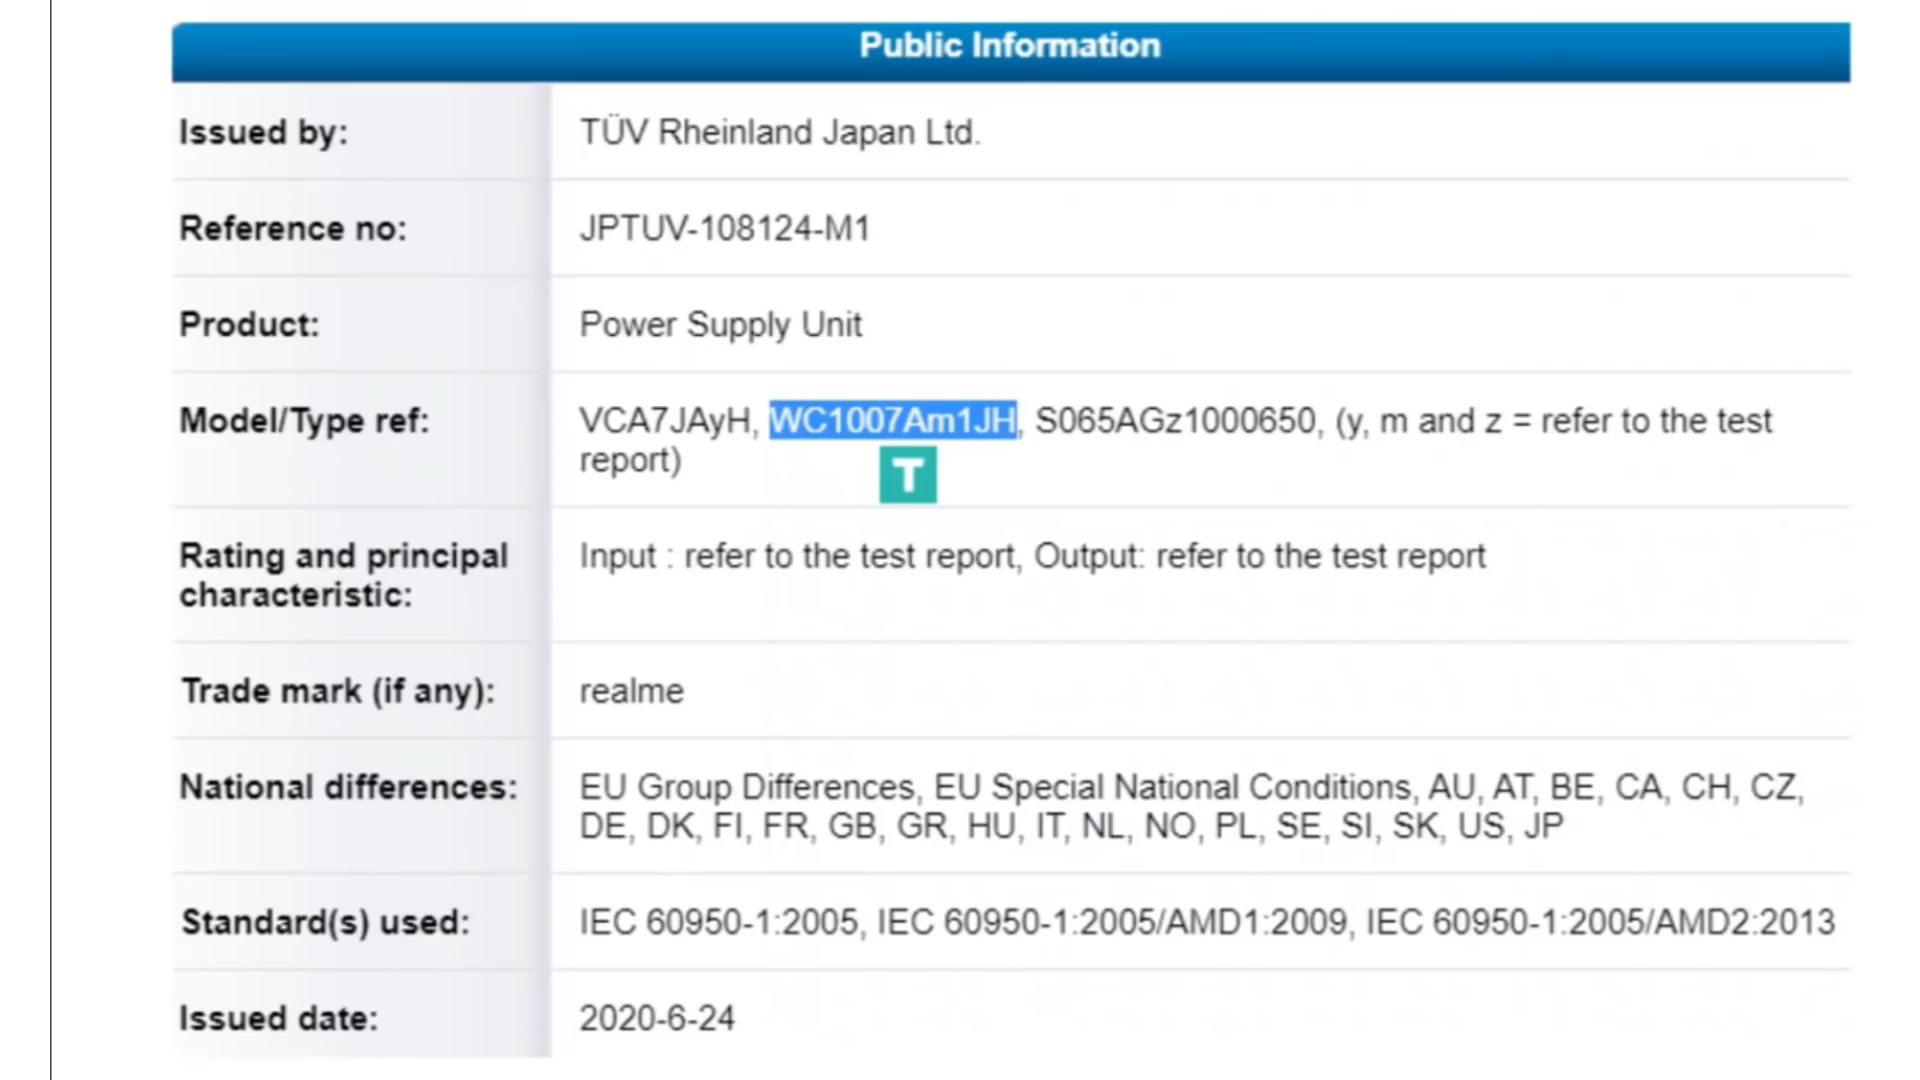 Public Information
Issued by: TÜV Rheinland Japan Ltd.
Reference no: JPTUV-108124-M1
Product: Power Supply Unit
Model/Type ref: VCA7JAyH, WC1007Am1JH, S065AGz1000650, (y, m and z = refer to the test
report)
T
Rating and principal Input : refer to the test report, Output: refer to the test report
characteristic:
Trade mark (if any): realme
National differences: EU Group Differences, EU Special National Conditions, AU, AT, BE, CA, CH, CZ,
DE, DK, FI, FR, GB, GR, HU, IT, NL, NO, PL, SE, SI, SK, US, JP
Standard(s) used: IEC 60950-1:2005, IEC 60950-1:2005/AMD1:2009, IEC 60950-1:2005/AMD2:2013
Issued date: 2020-6-24